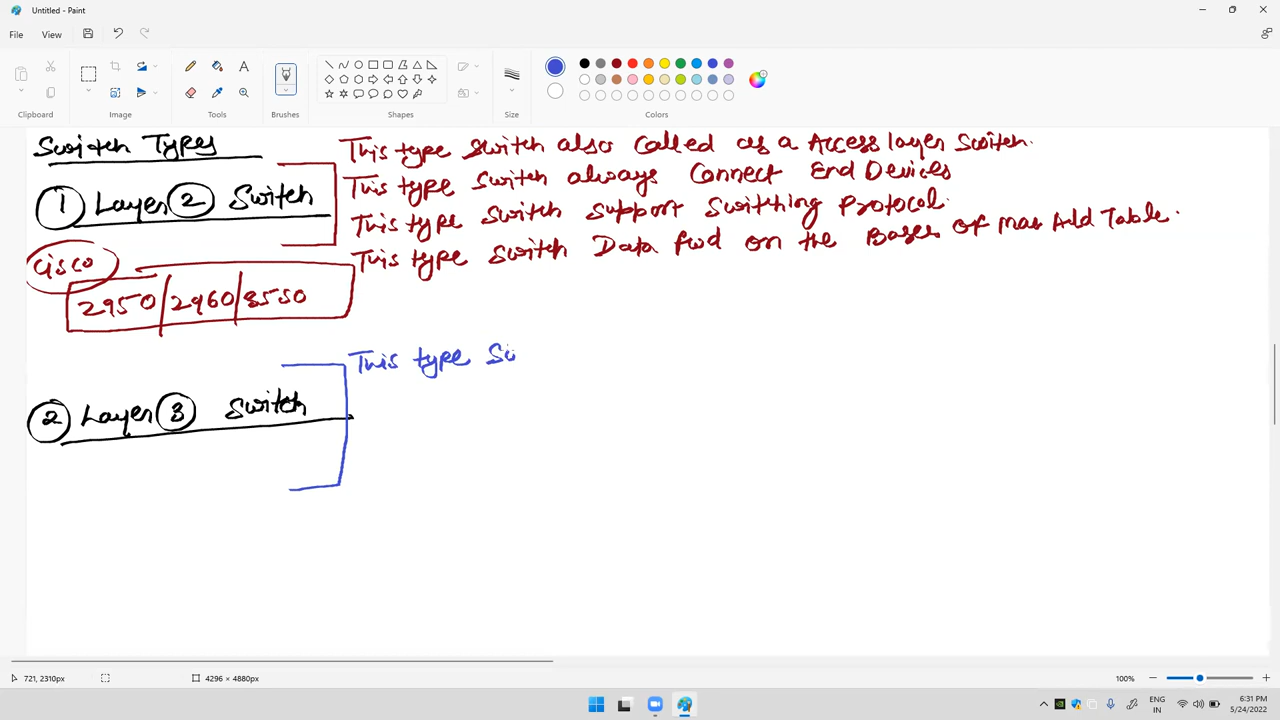 Untitled - Paint
File View
Clipboard Image Tools Brushes Shapes Size Colors
Switch Types
This type switch also called as a Access layer Switch.
1 Layer 2 Switch
This type switch always Connect End Devices
This type Switch support Switching Protocol.
This type switch Data fwd on the Bases of Mac Add Table.
Cisco
2950/2960/3550
This type Si
2 Layer 3 Switch
721, 2310px 4296 × 4880px 100%
ENG
IN
6:31 PM
5/24/2022